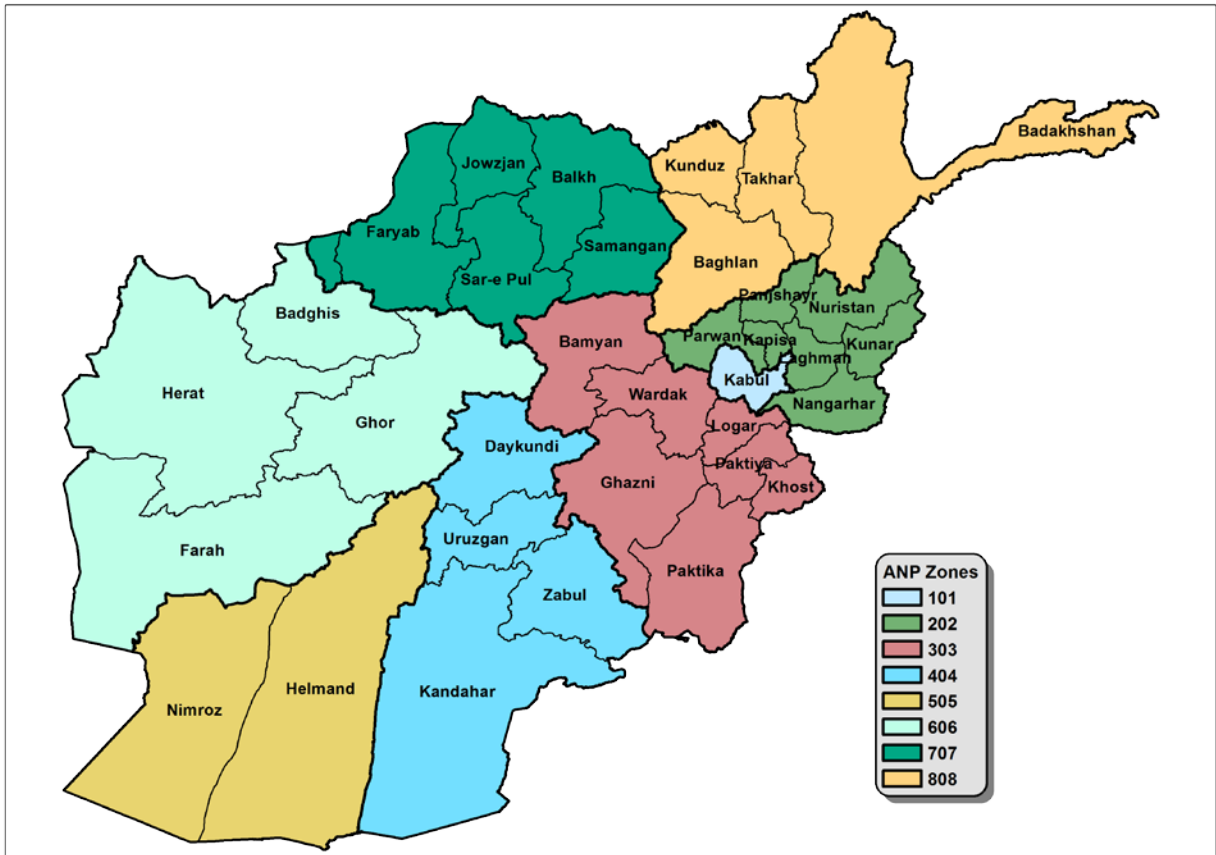 Badakhshan
Kunduz
Takhar
Jowzjan
Balkh
Faryab
Samangan
Baghlan
Sar-e Pul
Panjshayr
Nuristan
Badghis
Parwan
Kapisa
Kunar
Bamyan
aghman
Kabul
Herat
Wardak
Nangarhar
Ghor
Logar
Daykundi
Paktiya
Ghazni
Khost
Uruzgan
Farah
Paktika
Zabul
Helmand
Kandahar
Nimroz
ANP Zones
101
202
303
404
505
606
707
808